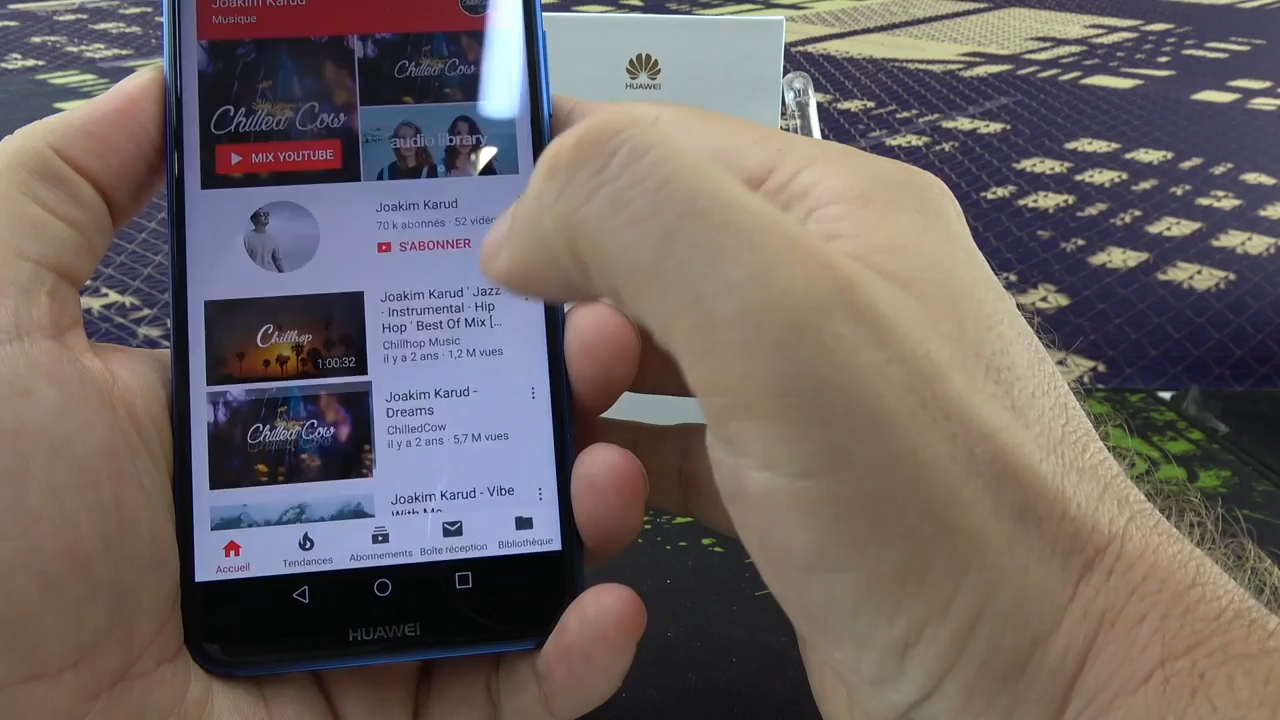 Joakim Karud
Musique
Chilled Cow
MIX YOUTUBE
Chilled Cow
audio library
Joakim Karud
70 k abonnés · 52
S'ABONNER
Joakim Karud ' Jazz
· Instrumental · Hip
Hop ' Best Of Mix [...
Chillhop Music
il y a 2 ans · 1,2 M vues
Chillhop
1:00:32
Joakim Karud -
Dreams
ChilledCow
il y a 2 ans · 5,7 M vues
Chilled Cow
Joakim Karud - Vibe
With Me
Accueil
Tendances
Abonnements
Boîte réception
Bibliothèque
HUAWEI
HUAWEI